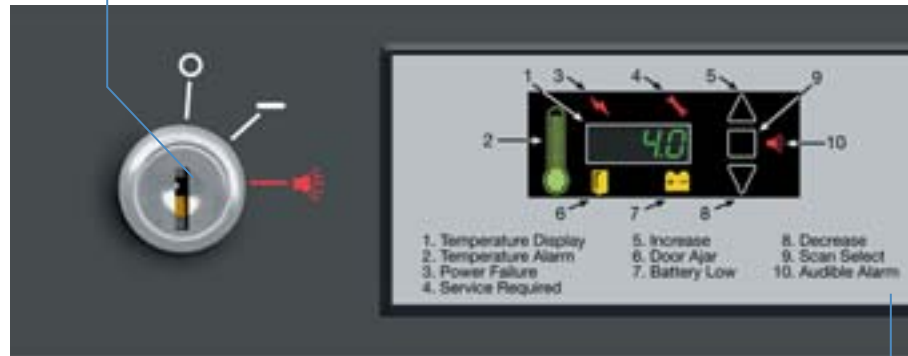 1 3 4 5 9
2 4.0 10
6 7 8
1. Temperature Display
2. Temperature Alarm
3. Power Failure
4. Service Required
5. Increase
6. Door Ajar
7. Battery Low
8. Decrease
9. Scan Select
10. Audible Alarm